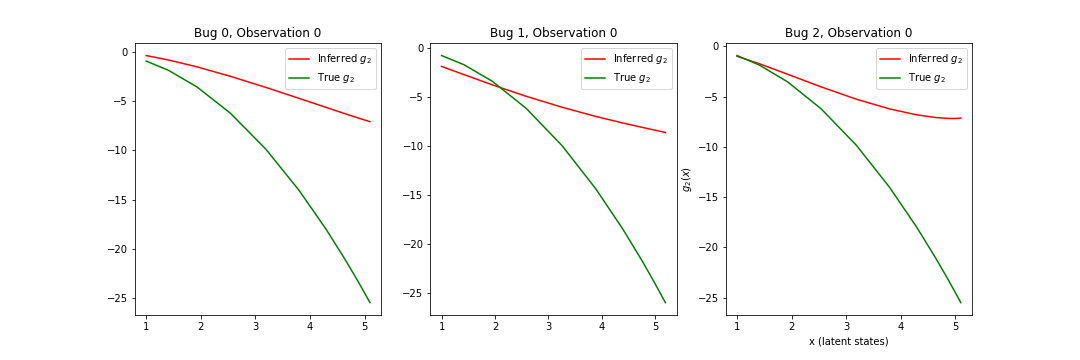 Bug 0, Observation 0
Inferred g₂
True g₂
0
−5
−10
−15
−20
−25
1 2 3 4 5
Bug 1, Observation 0
Inferred g₂
True g₂
0
−5
−10
−15
−20
−25
1 2 3 4 5
Bug 2, Observation 0
Inferred g₂
True g₂
g₂(x)
0
−5
−10
−15
−20
−25
1 2 3 4 5
x (latent states)